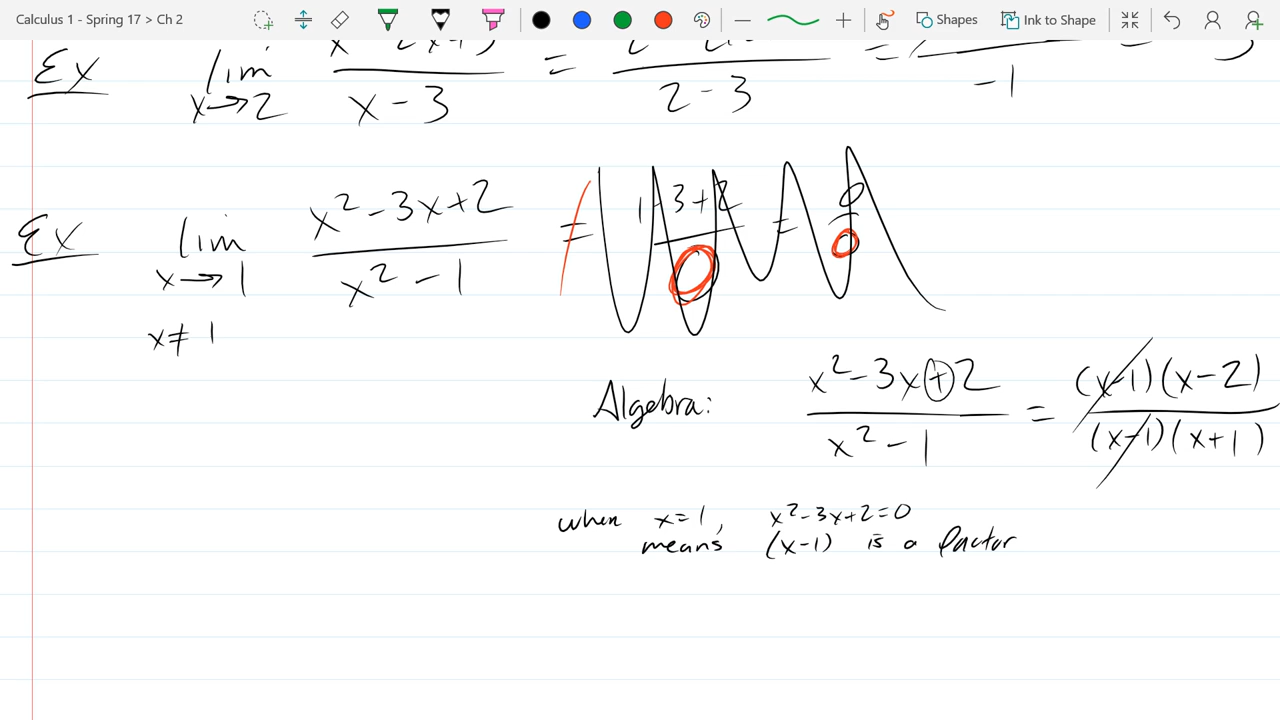 Calculus 1 - Spring 17 > Ch 2
Shapes
Ink to Shape
Ex lim x→2 / x - 3 = / 2 - 3 = / -1
Ex lim x→1 x² - 3x + 2 / x² - 1 = 1 - 3 + 2 / 0 = 0 / 0
x ≠ 1
Algebra: x² - 3x + 2 / x² - 1 = (x-1)(x-2) / (x-1)(x+1)
when x=1, x²-3x+2=0
means (x-1) is a factor